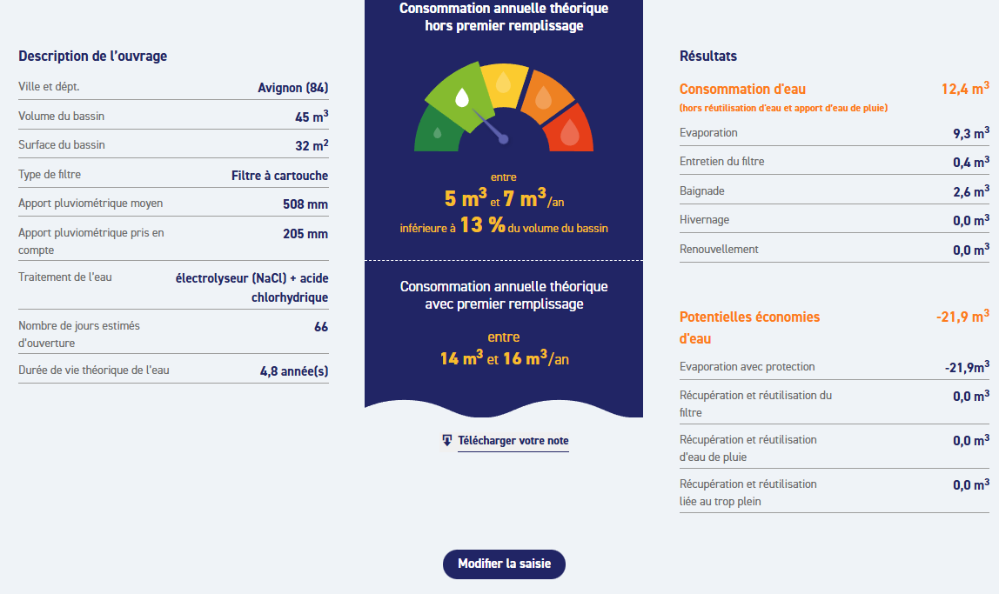 Description de l'ouvrage
Ville et dépt. Avignon (84)
Volume du bassin 45 m³
Surface du bassin 32 m²
Type de filtre Filtre à cartouche
Apport pluviométrique moyen 508 mm
Apport pluviométrique pris en 205 mm
compte
Traitement de l'eau électrolyseur (NaCl) + acide
chlorhydrique
Nombre de jours estimés 66
d'ouverture
Durée de vie théorique de l'eau 4,8 année(s)
Consommation annuelle théorique
hors premier remplissage
entre
5 m³ et 7 m³/an
inférieure à 13 % du volume du bassin
Consommation annuelle théorique
avec premier remplissage
entre
14 m³ et 16 m³/an
Télécharger votre note
Résultats
Consommation d'eau 12,4 m³
(hors réutilisation d'eau et apport d'eau de pluie)
Evaporation 9,3 m³
Entretien du filtre 0,4 m³
Baignade 2,6 m³
Hivernage 0,0 m³
Renouvellement 0,0 m³
Potentielles économies -21,9 m³
d'eau
Evaporation avec protection -21,9m³
Récupération et réutilisation du 0,0 m³
filtre
Récupération et réutilisation 0,0 m³
d'eau de pluie
Récupération et réutilisation 0,0 m³
liée au trop plein
Modifier la saisie